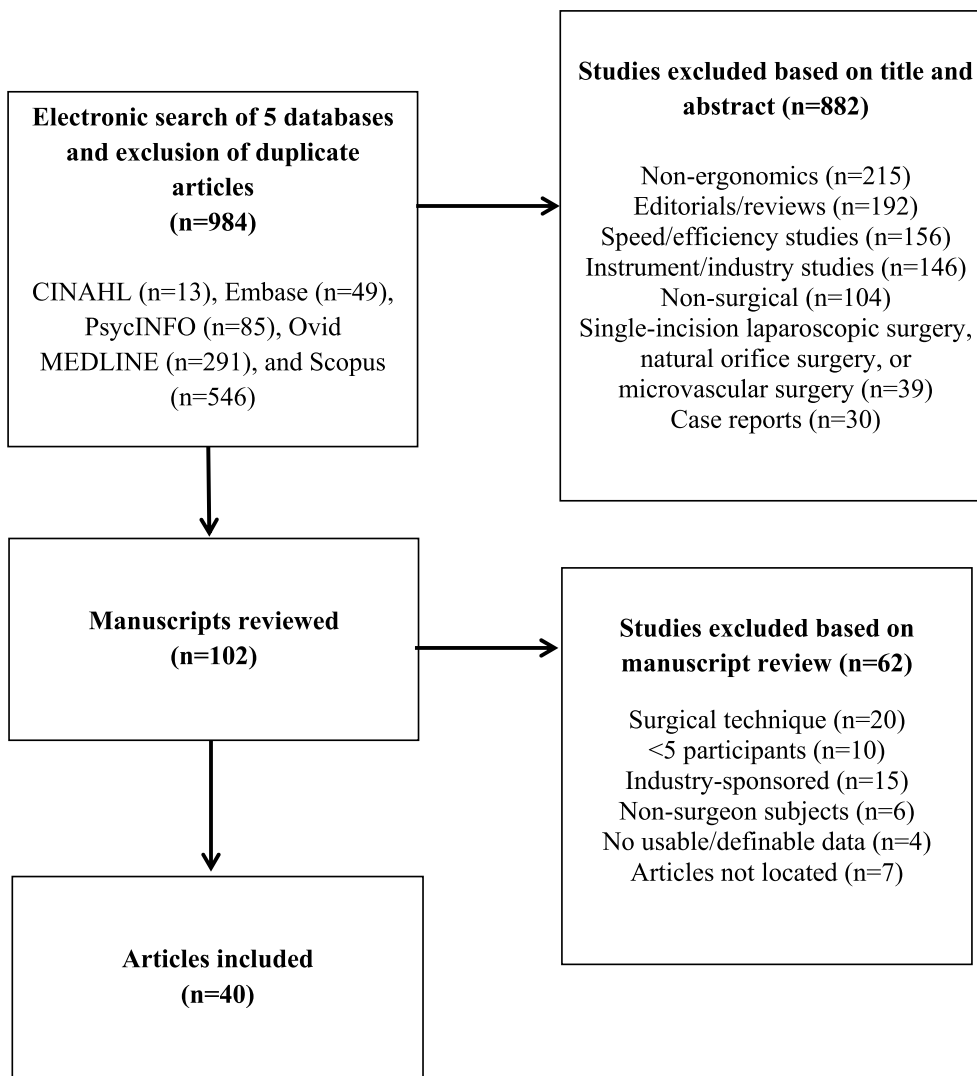 Electronic search of 5 databases
and exclusion of duplicate
articles
(n=984)
CINAHL (n=13), Embase (n=49),
PsycINFO (n=85), Ovid
MEDLINE (n=291), and Scopus
(n=546)
Studies excluded based on title and
abstract (n=882)
Non-ergonomics (n=215)
Editorials/reviews (n=192)
Speed/efficiency studies (n=156)
Instrument/industry studies (n=146)
Non-surgical (n=104)
Single-incision laparoscopic surgery,
natural orifice surgery, or
microvascular surgery (n=39)
Case reports (n=30)
Manuscripts reviewed
(n=102)
Studies excluded based on
manuscript review (n=62)
Surgical technique (n=20)
<5 participants (n=10)
Industry-sponsored (n=15)
Non-surgeon subjects (n=6)
No usable/definable data (n=4)
Articles not located (n=7)
Articles included
(n=40)